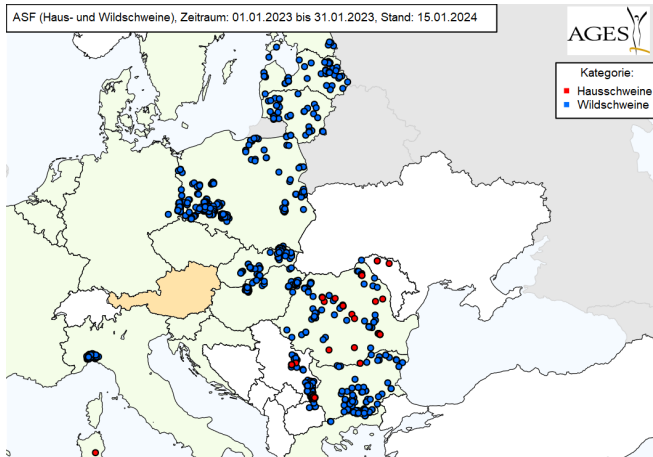 ASF (Haus- und Wildschweine), Zeitraum: 01.01.2023 bis 31.01.2023, Stand: 15.01.2024
AGES
Kategorie:
Hausschweine
Wildschweine